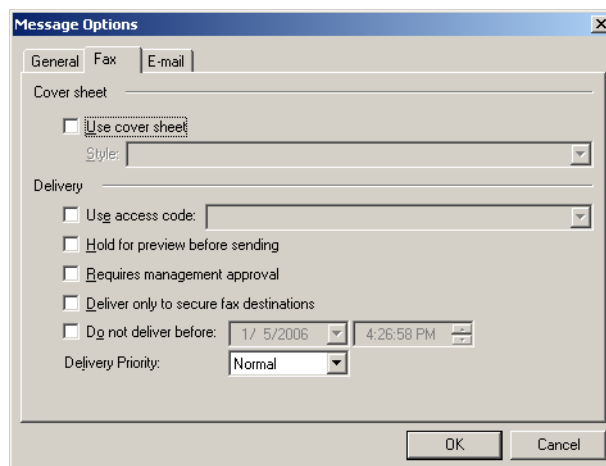 Message Options
General Fax E-mail
Cover sheet
Use cover sheet
Style:
Delivery
Use access code:
Hold for preview before sending
Requires management approval
Deliver only to secure fax destinations
Do not deliver before: 1/ 5/2006 4:26:58 PM
Delivery Priority: Normal
OK Cancel